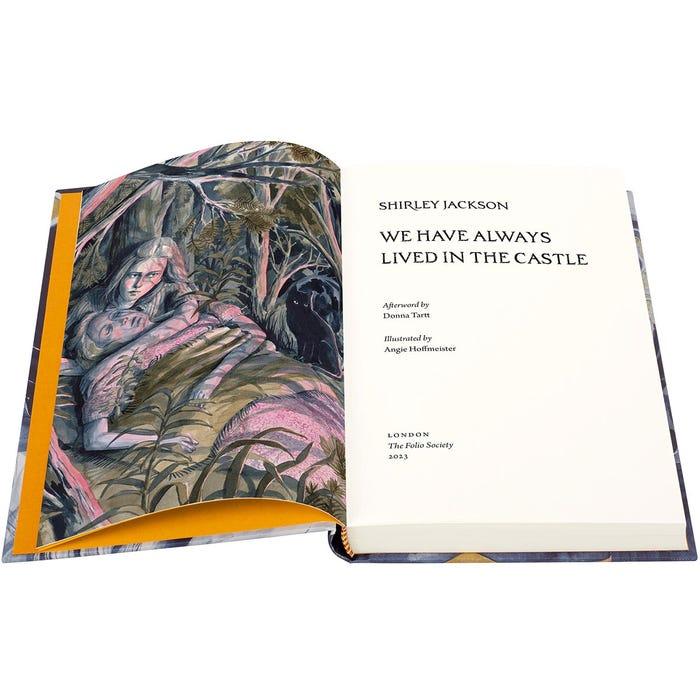 SHIRLEY JACKSON
WE HAVE ALWAYS
LIVED IN THE CASTLE
Afterword by
Donna Tartt
Illustrated by
Angie Hoffmeister
LONDON
The Folio Society
2023